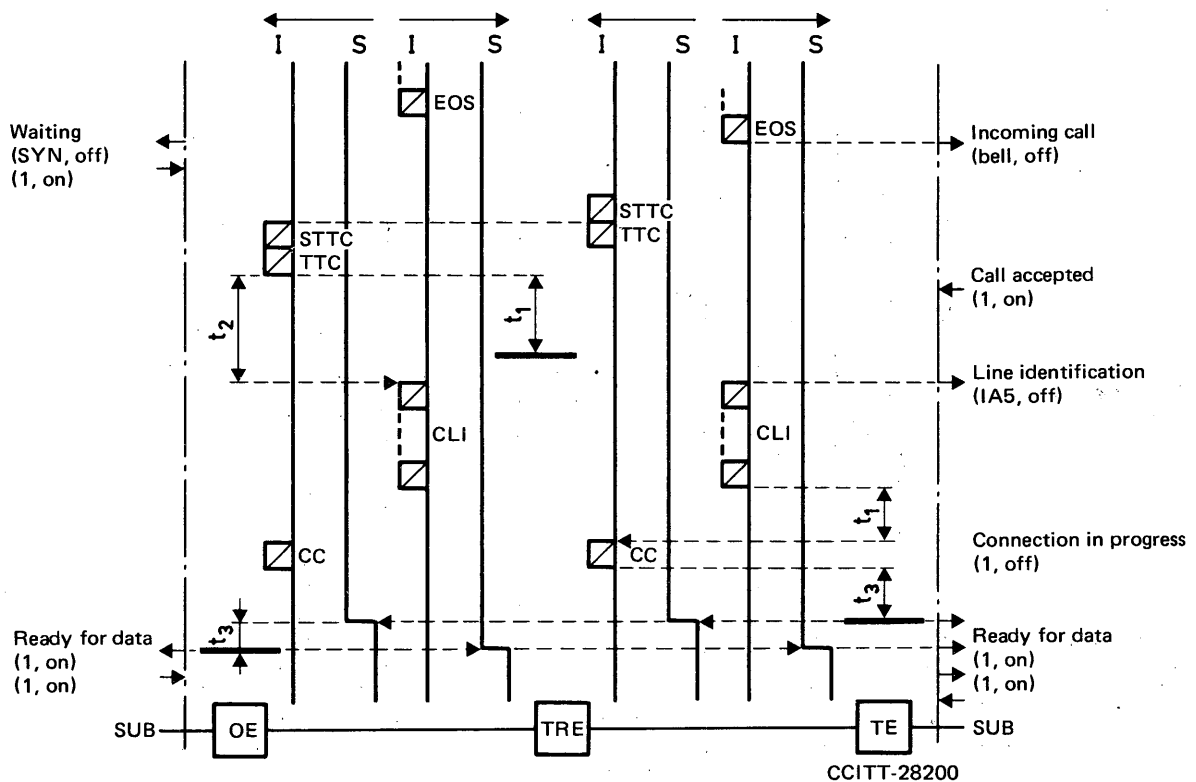 I S I S I S I S
EOS
Waiting
(SYN, off)
(1, on)
EOS
Incoming call
(bell, off)
STTC
TTC
STTC
TTC
Call accepted
(1, on)
t2
t1
Line identification
(IA5, off)
CLI
CLI
t1
CC
CC
Connection in progress
(1, off)
t3
t3
Ready for data
(1, on)
(1, on)
Ready for data
(1, on)
(1, on)
SUB OE TRE TE SUB
CCITT-28200